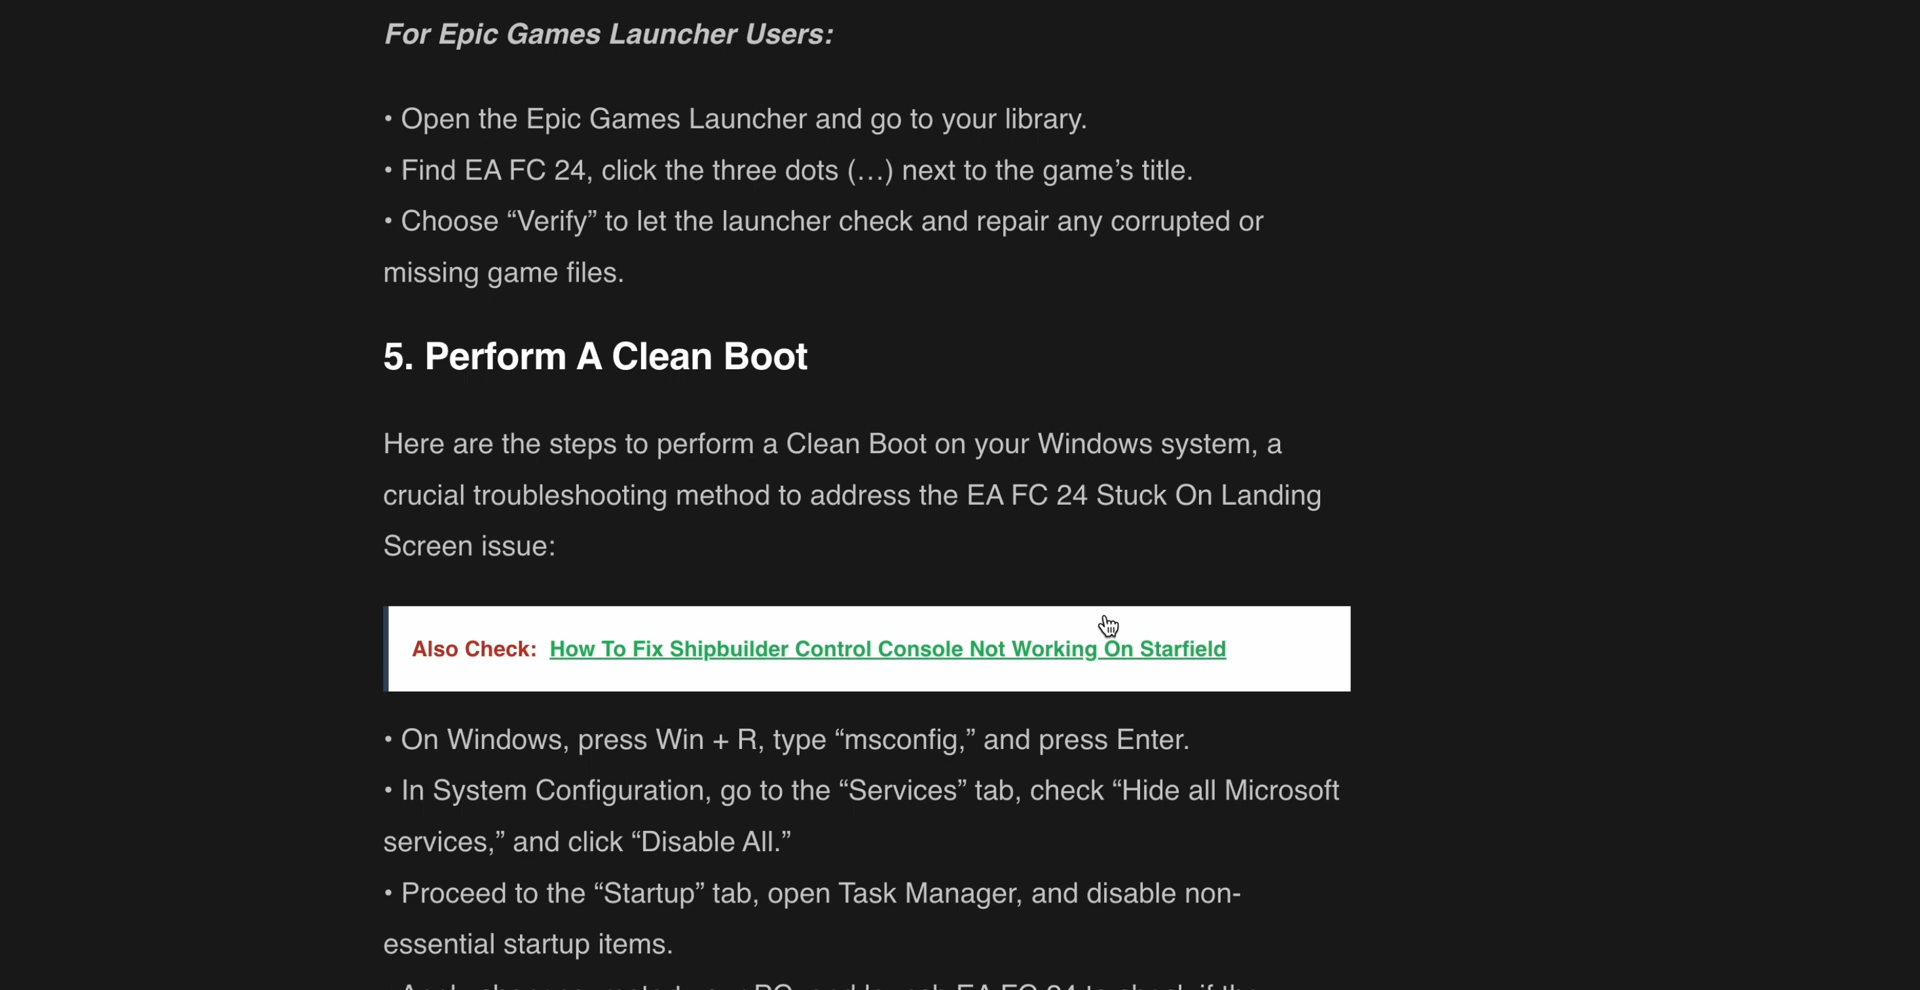 For Epic Games Launcher Users:
• Open the Epic Games Launcher and go to your library.
• Find EA FC 24, click the three dots (…) next to the game’s title.
• Choose “Verify” to let the launcher check and repair any corrupted or
missing game files.
5. Perform A Clean Boot
Here are the steps to perform a Clean Boot on your Windows system, a
crucial troubleshooting method to address the EA FC 24 Stuck On Landing
Screen issue:
Also Check: How To Fix Shipbuilder Control Console Not Working On Starfield
• On Windows, press Win + R, type “msconfig,” and press Enter.
• In System Configuration, go to the “Services” tab, check “Hide all Microsoft
services,” and click “Disable All.”
• Proceed to the “Startup” tab, open Task Manager, and disable non-
essential startup items.